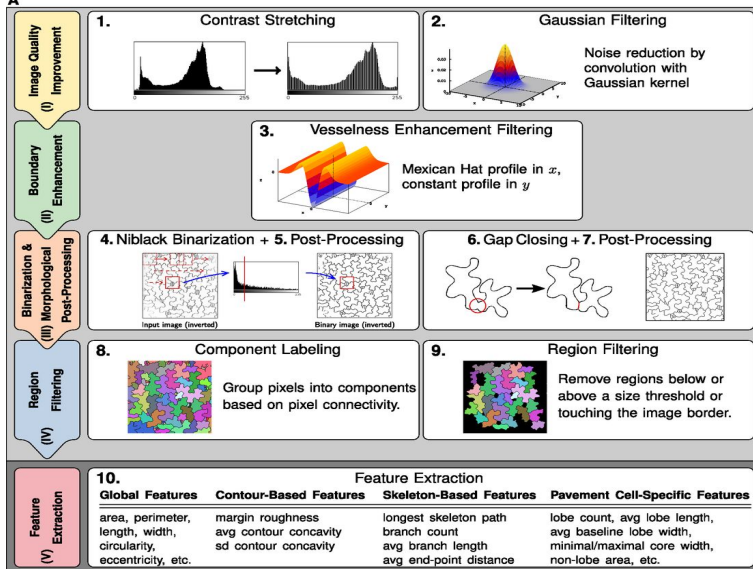 A
Image Quality
Improvement
(I)
1. Contrast Stretching
0 255 0 255
2. Gaussian Filtering
Noise reduction by
convolution with
Gaussian kernel
Boundary
Enhancement
(II)
3. Vesselness Enhancement Filtering
Mexican Hat profile in x,
constant profile in y
Binarization &
Morphological
Post-Processing
(III)
4. Niblack Binarization + 5. Post-Processing
Input image (inverted) Binary image (inverted)
6. Gap Closing + 7. Post-Processing
Region
Filtering
(IV)
8. Component Labeling
Group pixels into components
based on pixel connectivity.
9. Region Filtering
Remove regions below or
above a size threshold or
touching the image border.
Feature
Extraction
(V)
10. Feature Extraction
Global Features Contour-Based Features Skeleton-Based Features Pavement Cell-Specific Features
area, perimeter, margin roughness longest skeleton path lobe count, avg lobe length,
length, width, avg contour concavity branch count avg baseline lobe width,
circularity, sd contour concavity avg branch length minimal/maximal core width,
eccentricity, etc. avg end-point distance non-lobe area, etc.